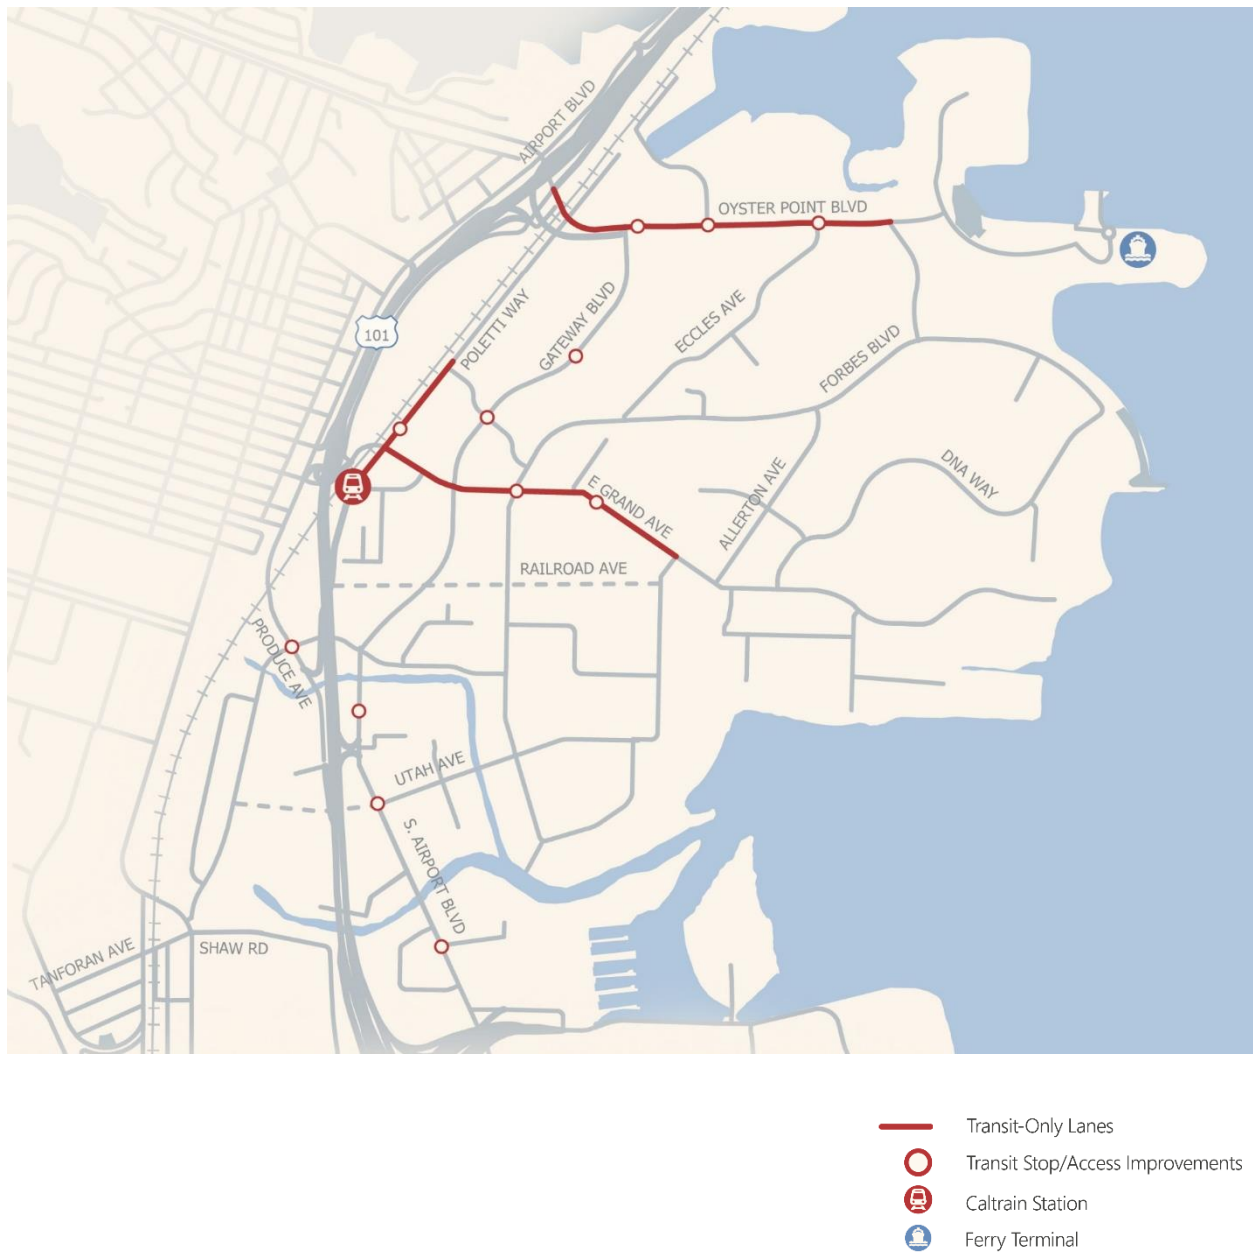 AIRPORT BLVD
OYSTER POINT BLVD
101
POLETTI WAY
GATEWAY BLVD
ECCLES AVE
FORBES BLVD
DNA WAY
E GRAND AVE
ALLERTON AVE
RAILROAD AVE
PRODUCE AVE
UTAH AVE
S. AIRPORT BLVD
TANFORAN AVE
SHAW RD
Transit-Only Lanes
Transit Stop/Access Improvements
Caltrain Station
Ferry Terminal